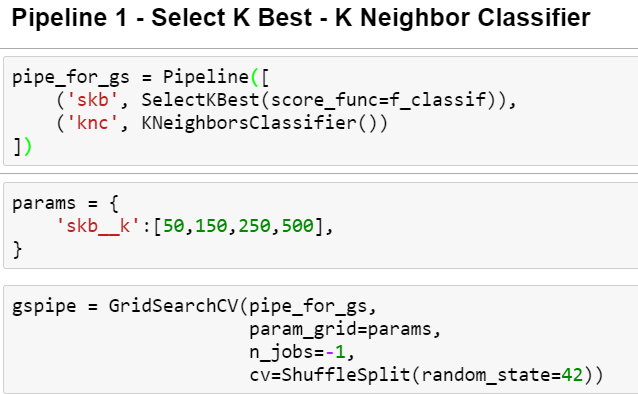 Pipeline 1 - Select K Best - K Neighbor Classifier
pipe_for_gs = Pipeline([
    ('skb', SelectKBest(score_func=f_classif)),
    ('knc', KNeighborsClassifier())
])
params = {
    'skb__k':[50,150,250,500],
}
gspipe = GridSearchCV(pipe_for_gs,
                      param_grid=params,
                      n_jobs=-1,
                      cv=ShuffleSplit(random_state=42))